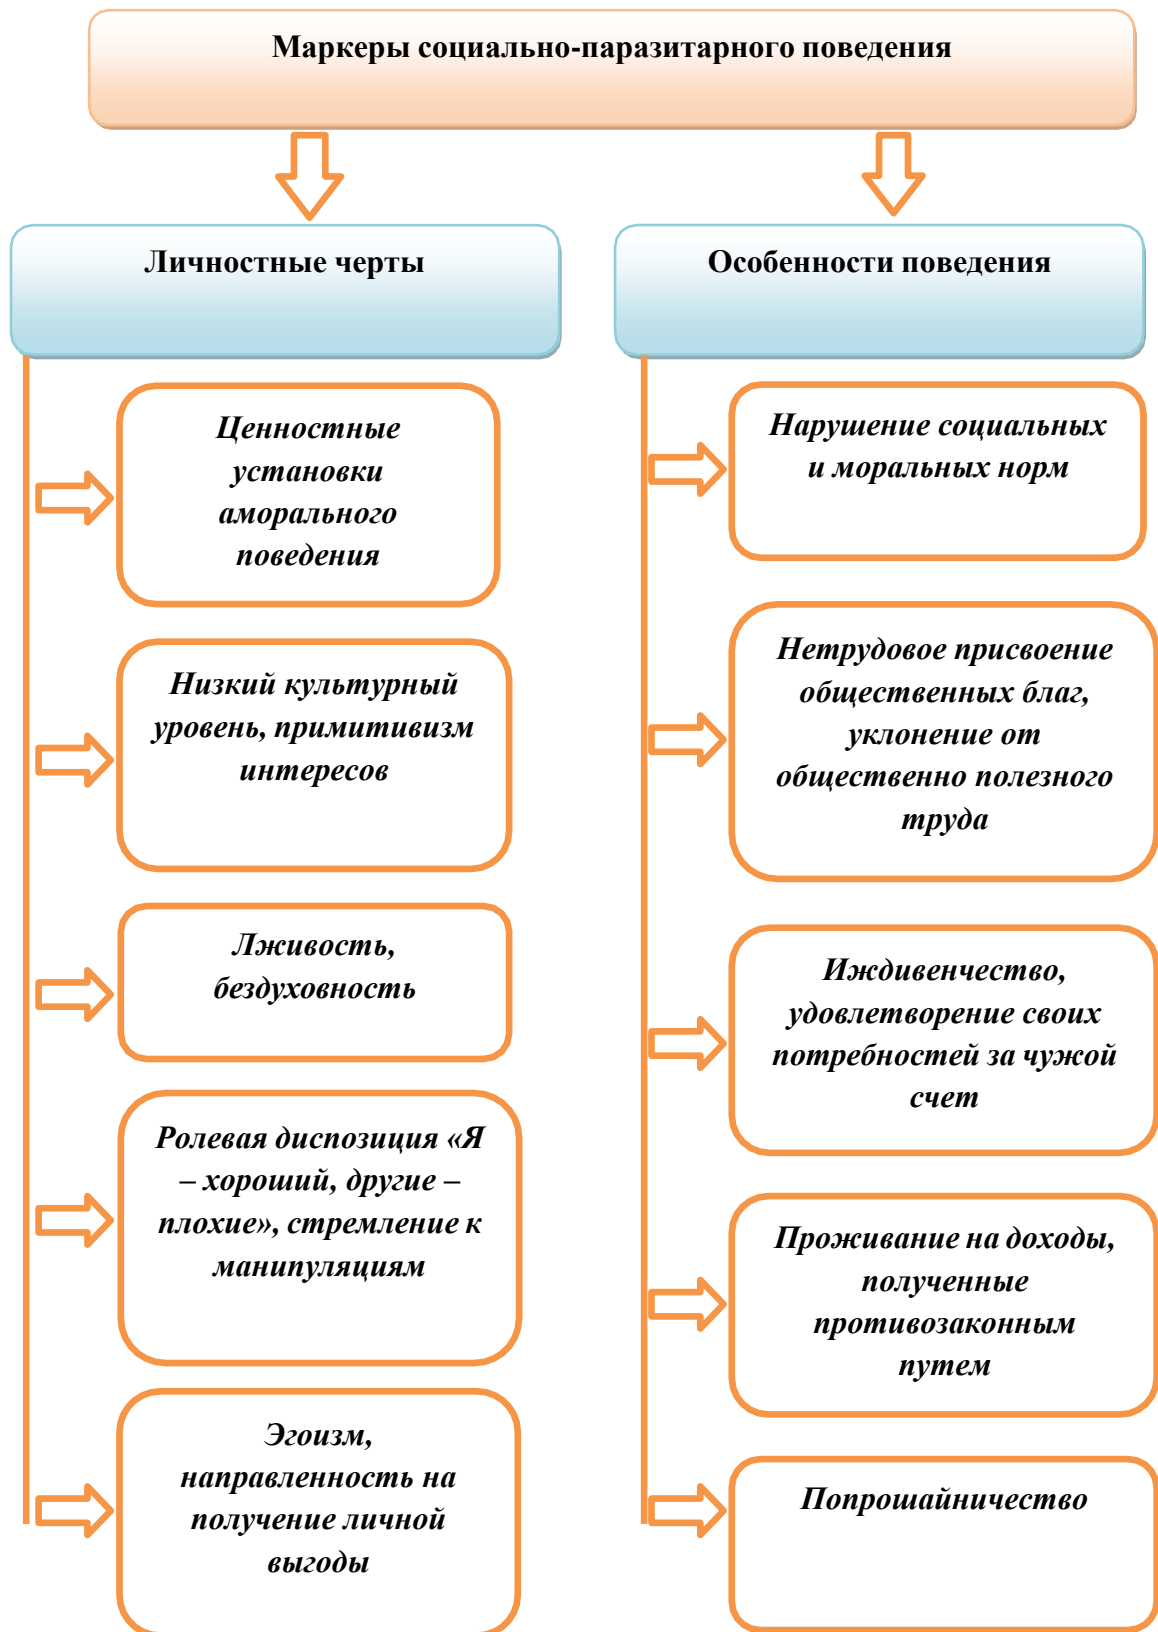 Маркеры социально-паразитарного поведения
Личностные черты
Ценностные
установки
аморального
поведения
Низкий культурный
уровень, примитивизм
интересов
Лживость,
бездуховность
Ролевая диспозиция «Я
– хороший, другие –
плохие», стремление к
манипуляциям
Эгоизм,
направленность на
получение личной
выгоды
Особенности поведения
Нарушение социальных
и моральных норм
Нетрудовое присвоение
общественных благ,
уклонение от
общественно полезного
труда
Иждивенчество,
удовлетворение своих
потребностей за чужой
счет
Проживание на доходы,
полученные
противозаконным
путем
Попрошайничество